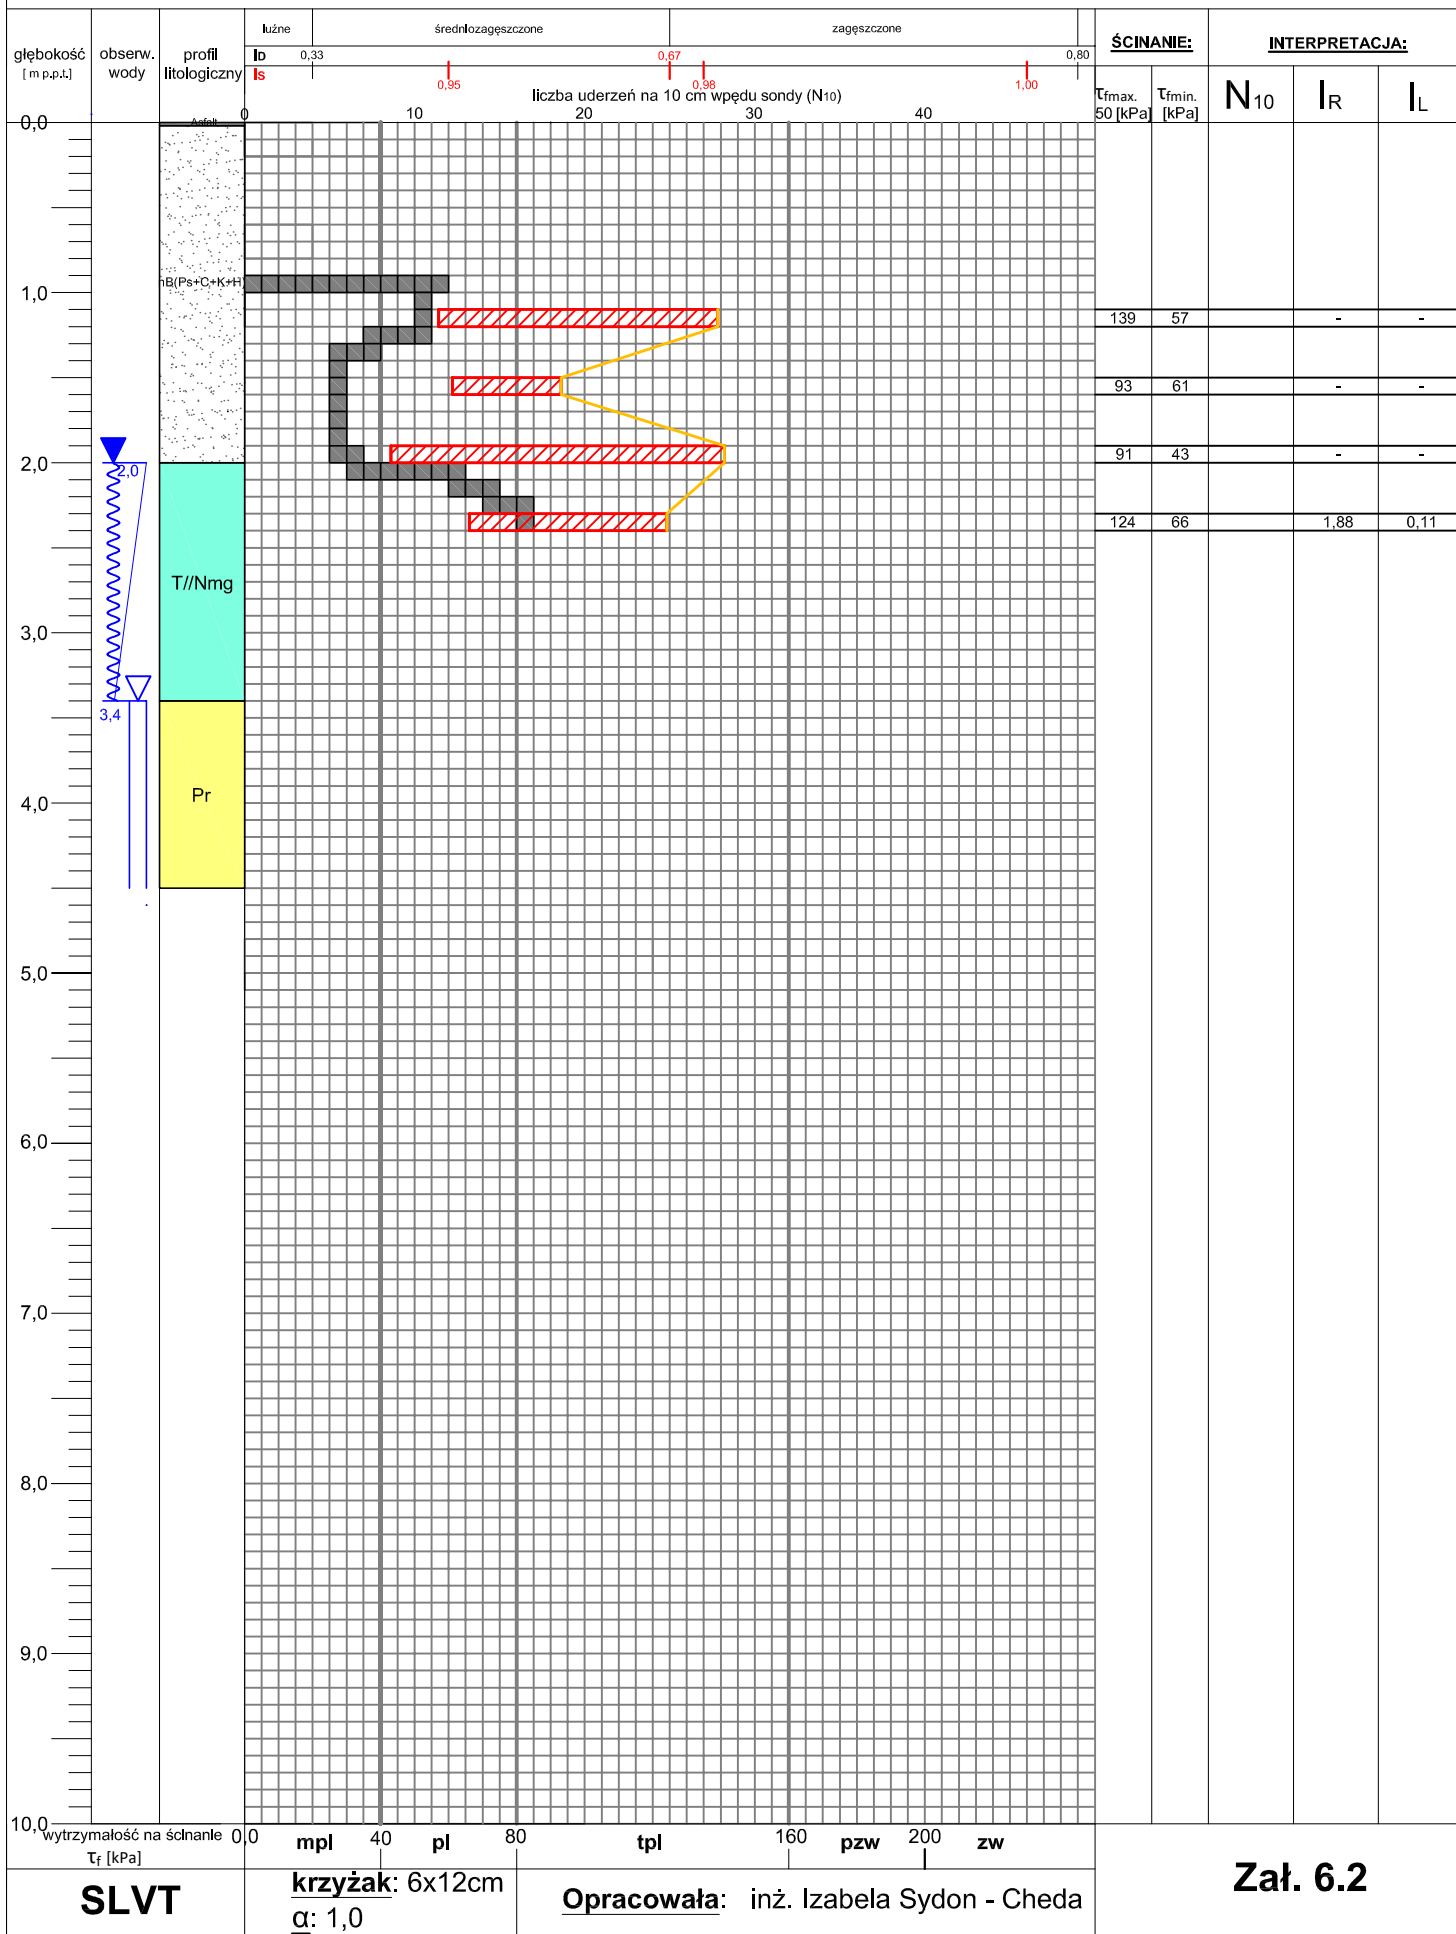 luźne średniozagęszczone zagęszczone
głębokość [ m p.p.t.]
obserw. wody
profil litologiczny
ID 0,33 0,67 0,80
Is 0,95 0,98 1,00
liczba uderzeń na 10 cm wpędu sondy (N10)
0 10 20 30 40
ŚCINANIE:
INTERPRETACJA:
τfmax. 50 [kPa]
τfmin. [kPa]
N10 IR IL
0,0
Asfalt
nB(Ps+C+K+H)
1,0
139 57 - -
93 61 - -
91 43 - -
2,0
2,0
124 66 1,88 0,11
T//Nmg
3,0
3,4
Pr
4,0
5,0
6,0
7,0
8,0
9,0
10,0
wytrzymałość na ścinanie
τf [kPa]
0,0 mpl 40 pl 80 tpl 160 pzw 200 zw
SLVT
krzyżak: 6x12cm
α: 1,0
Opracowała: inż. Izabela Sydon - Cheda
Zał. 6.2